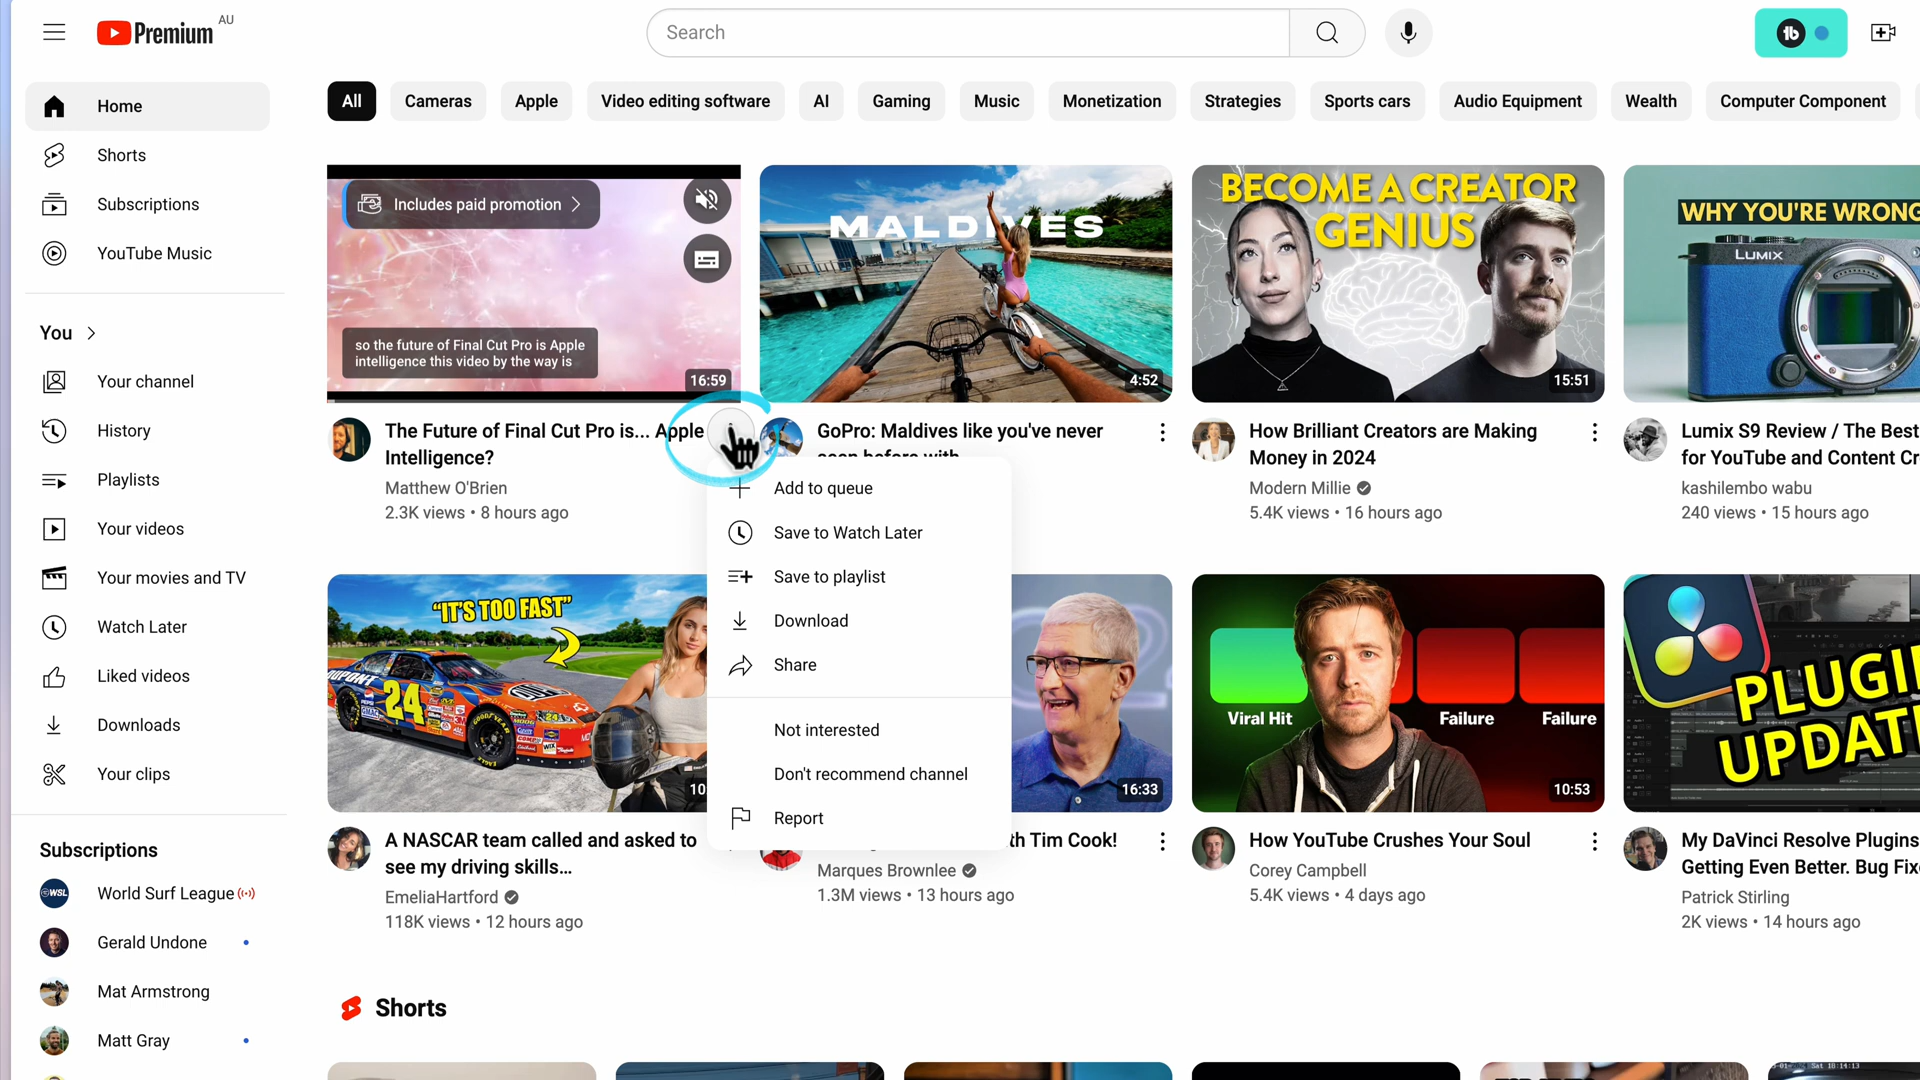 Premium AU
Search
Home
Shorts
Subscriptions
YouTube Music
You
Your channel
History
Playlists
Your videos
Your movies and TV
Watch Later
Liked videos
Downloads
Your clips
Subscriptions
World Surf League
Gerald Undone
Mat Armstrong
Matt Gray
All Cameras Apple Video editing software AI Gaming Music Monetization Strategies Sports cars Audio Equipment Wealth Computer Component
Includes paid promotion
so the future of Final Cut Pro is Apple
intelligence this video by the way is
16:59
The Future of Final Cut Pro is... Apple
Intelligence?
Matthew O'Brien
2.3K views • 8 hours ago
MALDIVES
4:52
GoPro: Maldives like you've never
seen before with
BECOME A CREATOR
GENIUS
15:51
How Brilliant Creators are Making
Money in 2024
Modern Millie
5.4K views • 16 hours ago
WHY YOU'RE WRONG
LUMIX
Lumix S9 Review / The Best
for YouTube and Content Cr
kashilembo wabu
240 views • 15 hours ago
Add to queue
Save to Watch Later
Save to playlist
Download
Share
Not interested
Don't recommend channel
Report
"IT'S TOO FAST"
DUPONT
24
10
A NASCAR team called and asked to
see my driving skills...
EmeliaHartford
118K views • 12 hours ago
16:33
th Tim Cook!
Marques Brownlee
1.3M views • 13 hours ago
Viral Hit Failure Failure
10:53
How YouTube Crushes Your Soul
Corey Campbell
5.4K views • 4 days ago
PLUGI
UPDAT
My DaVinci Resolve Plugins
Getting Even Better. Bug Fix
Patrick Stirling
2K views • 14 hours ago
Shorts